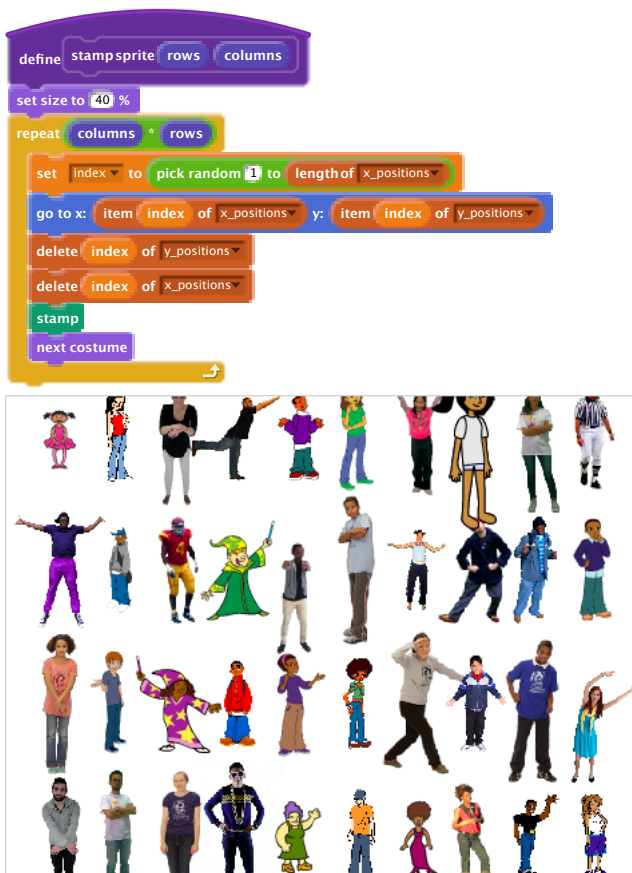 define stamp sprite rows columns
set size to 40 %
repeat columns * rows
set index to pick random 1 to length of x_positions
go to x: item index of x_positions y: item index of y_positions
delete index of y_positions
delete index of x_positions
stamp
next costume
4